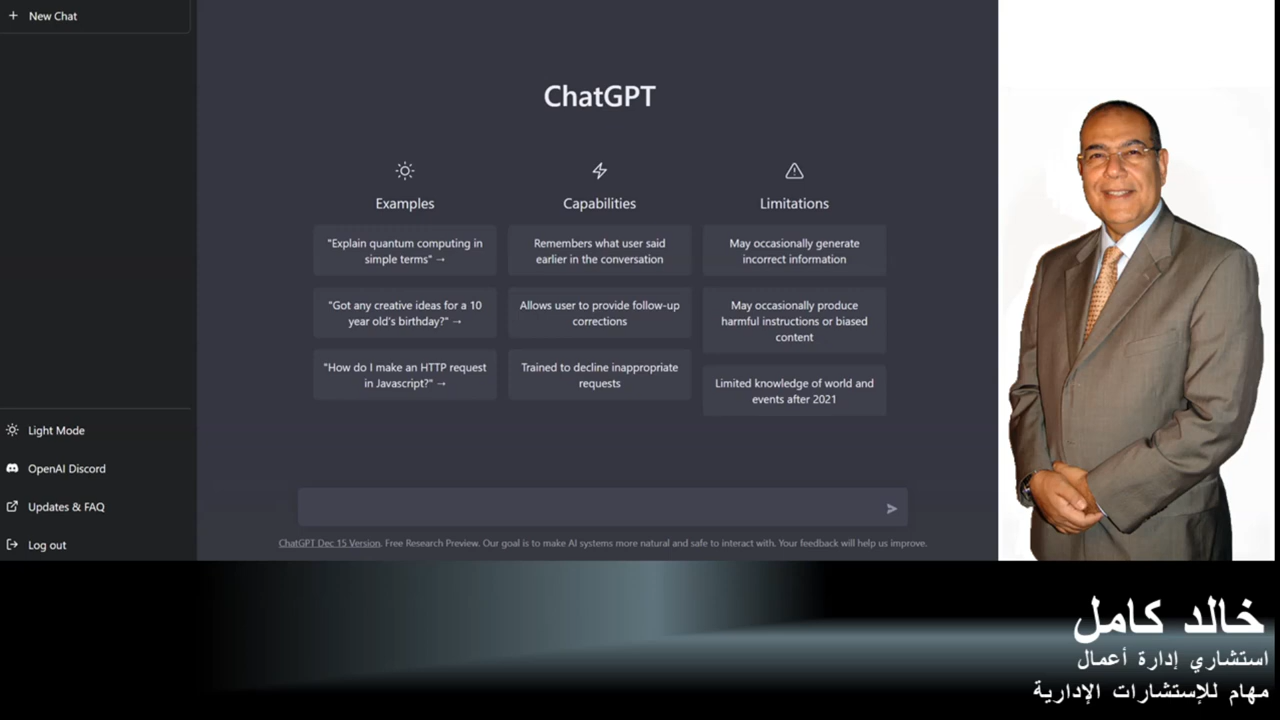 New Chat
ChatGPT
Examples
"Explain quantum computing in
simple terms" →
"Got any creative ideas for a 10
year old's birthday?" →
"How do I make an HTTP request
in Javascript?" →
Capabilities
Remembers what user said
earlier in the conversation
Allows user to provide follow-up
corrections
Trained to decline inappropriate
requests
Limitations
May occasionally generate
incorrect information
May occasionally produce
harmful instructions or biased
content
Limited knowledge of world and
events after 2021
Light Mode
OpenAI Discord
Updates & FAQ
Log out
ChatGPT Dec 15 Version. Free Research Preview. Our goal is to make AI systems more natural and safe to interact with. Your feedback will help us improve.
خالد كامل
استشاري إدارة أعمال
مهام للإستشارات الإدارية